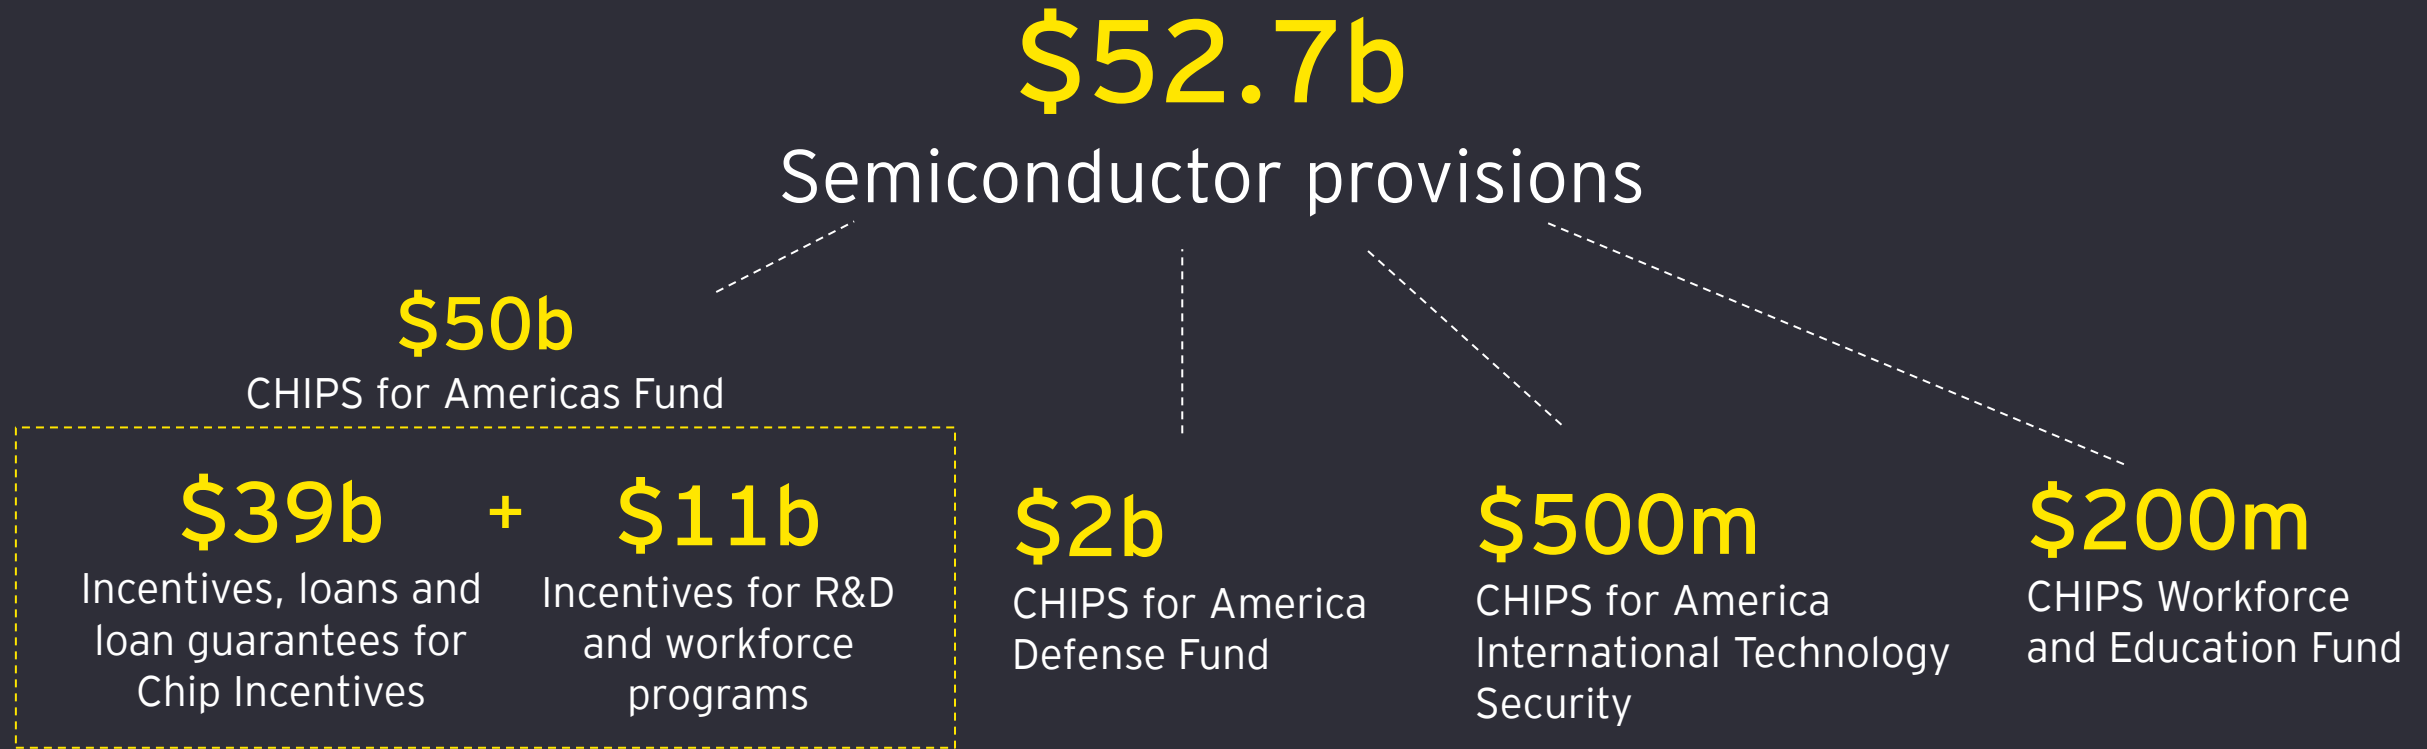 $52.7b
Semiconductor provisions
$50b
CHIPS for Americas Fund
$39b
Incentives, loans and
loan guarantees for
Chip Incentives
+
$11b
Incentives for R&D
and workforce
programs
$2b
CHIPS for America
Defense Fund
$500m
CHIPS for America
International Technology
Security
$200m
CHIPS Workforce
and Education Fund